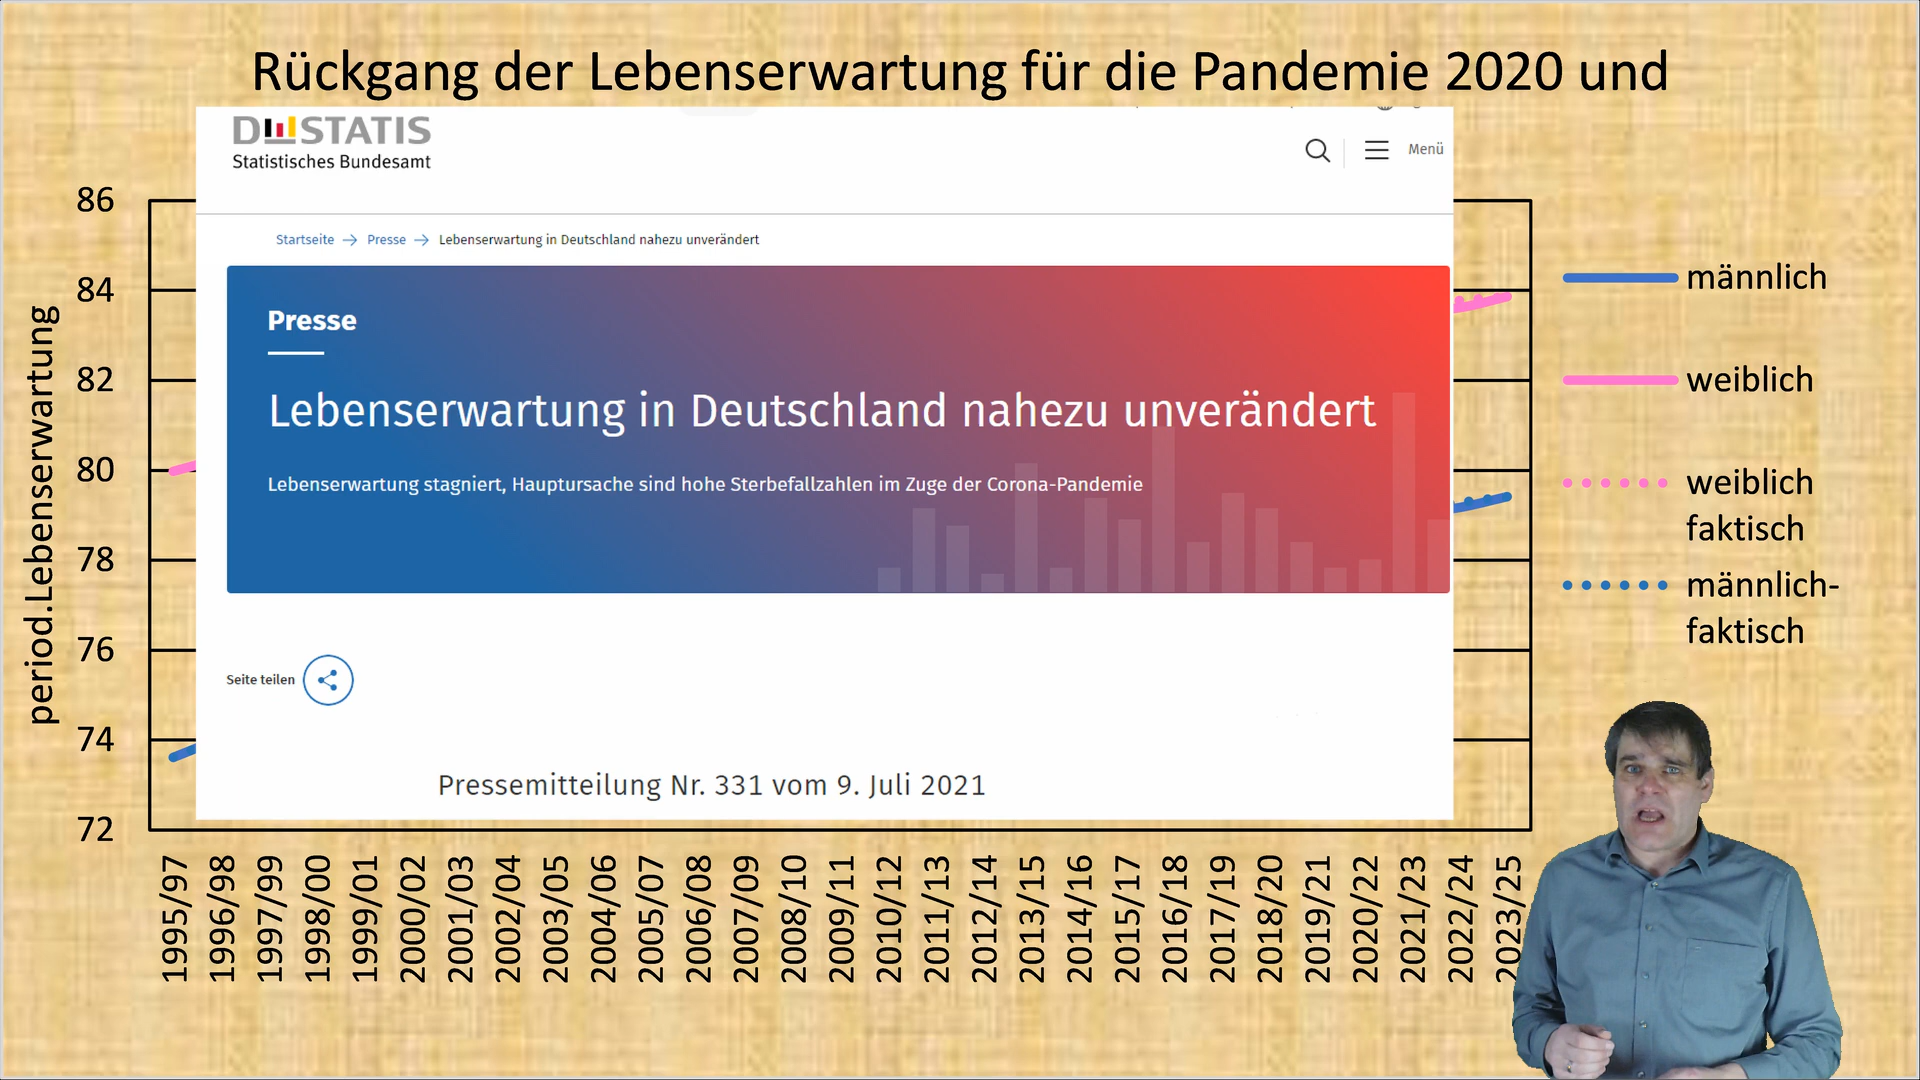 Rückgang der Lebenserwartung für die Pandemie 2020 und
DESTATIS
Statistisches Bundesamt
Menü
Startseite → Presse → Lebenserwartung in Deutschland nahezu unverändert
Presse
Lebenserwartung in Deutschland nahezu unverändert
Lebenserwartung stagniert, Hauptursache sind hohe Sterbefallzahlen im Zuge der Corona-Pandemie
Seite teilen
Pressemitteilung Nr. 331 vom 9. Juli 2021
period.Lebenserwartung
86
84
82
80
78
76
74
72
1995/97
1996/98
1997/99
1998/00
1999/01
2000/02
2001/03
2002/04
2003/05
2004/06
2005/07
2006/08
2007/09
2008/10
2009/11
2010/12
2011/13
2012/14
2013/15
2014/16
2015/17
2016/18
2017/19
2018/20
2019/21
2020/22
2021/23
2022/24
2023/25
männlich
weiblich
weiblich
faktisch
männlich-
faktisch